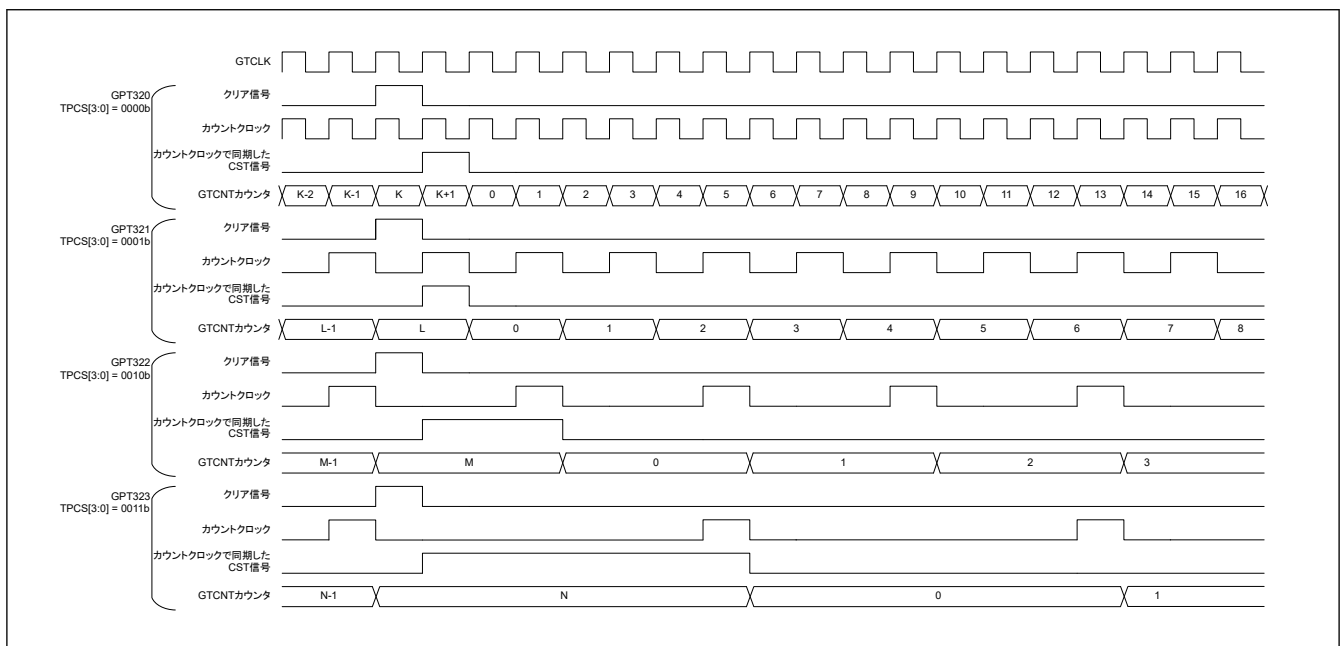 GTCLK
GPT320
TPCS[3:0] = 0000b
クリア信号
カウントクロック
カウントクロックで同期した
CST信号
GTCNTカウンタ
K-2 K-1 K K+1 0 1 2 3 4 5 6 7 8 9 10 11 12 13 14 15 16
GPT321
TPCS[3:0] = 0001b
クリア信号
カウントクロック
カウントクロックで同期した
CST信号
GTCNTカウンタ
L-1 L 0 1 2 3 4 5 6 7 8
GPT322
TPCS[3:0] = 0010b
クリア信号
カウントクロック
カウントクロックで同期した
CST信号
GTCNTカウンタ
M-1 M 0 1 2 3
GPT323
TPCS[3:0] = 0011b
クリア信号
カウントクロック
カウントクロックで同期した
CST信号
GTCNTカウンタ
N-1 N 0 1